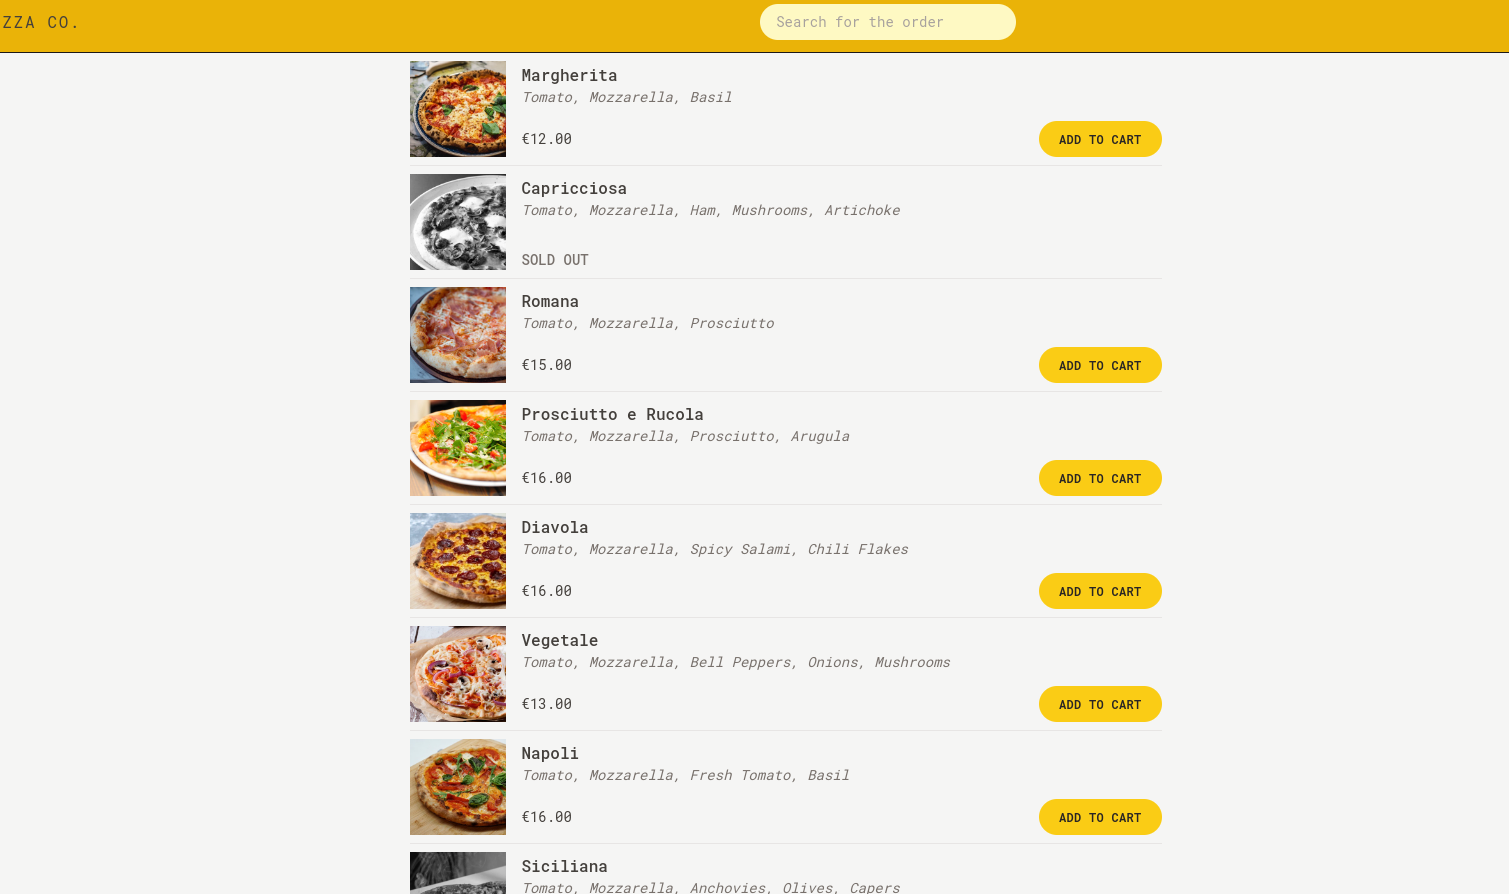 ZZA CO.
Search for the order
Margherita
Tomato, Mozzarella, Basil
€12.00
ADD TO CART
Capricciosa
Tomato, Mozzarella, Ham, Mushrooms, Artichoke
SOLD OUT
Romana
Tomato, Mozzarella, Prosciutto
€15.00
ADD TO CART
Prosciutto e Rucola
Tomato, Mozzarella, Prosciutto, Arugula
€16.00
ADD TO CART
Diavola
Tomato, Mozzarella, Spicy Salami, Chili Flakes
€16.00
ADD TO CART
Vegetale
Tomato, Mozzarella, Bell Peppers, Onions, Mushrooms
€13.00
ADD TO CART
Napoli
Tomato, Mozzarella, Fresh Tomato, Basil
€16.00
ADD TO CART
Siciliana
Tomato, Mozzarella, Anchovies, Olives, Capers